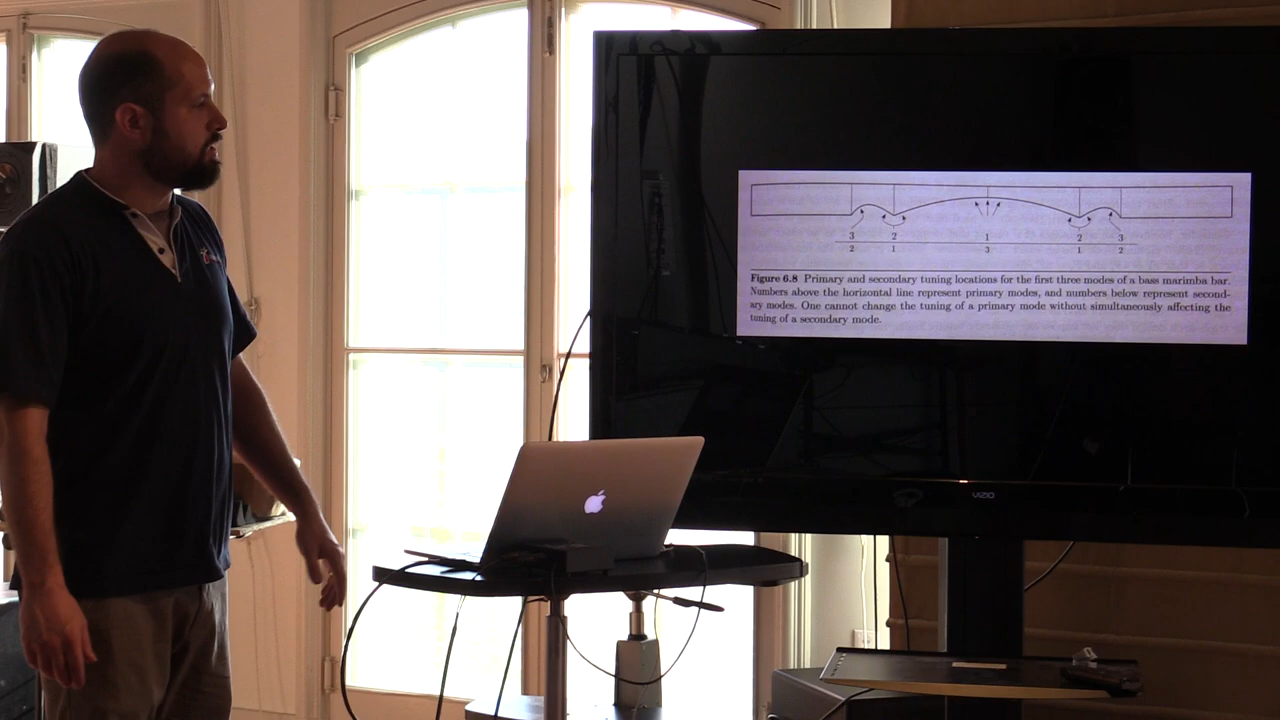 3 2 1 2 3
2 1 3 1 2
Figure 6.8 Primary and secondary tuning locations for the first three modes of a bass marimba bar.
Numbers above the horizontal line represent primary modes, and numbers below represent second-
ary modes. One cannot change the tuning of a primary mode without simultaneously affecting the
tuning of a secondary mode.
VIZIO